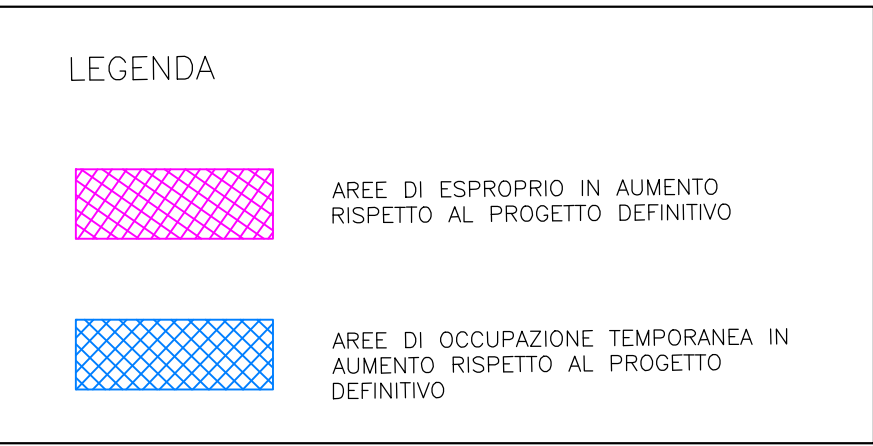 LEGENDA
AREE DI ESPROPRIO IN AUMENTO
RISPETTO AL PROGETTO DEFINITIVO
AREE DI OCCUPAZIONE TEMPORANEA IN
AUMENTO RISPETTO AL PROGETTO
DEFINITIVO